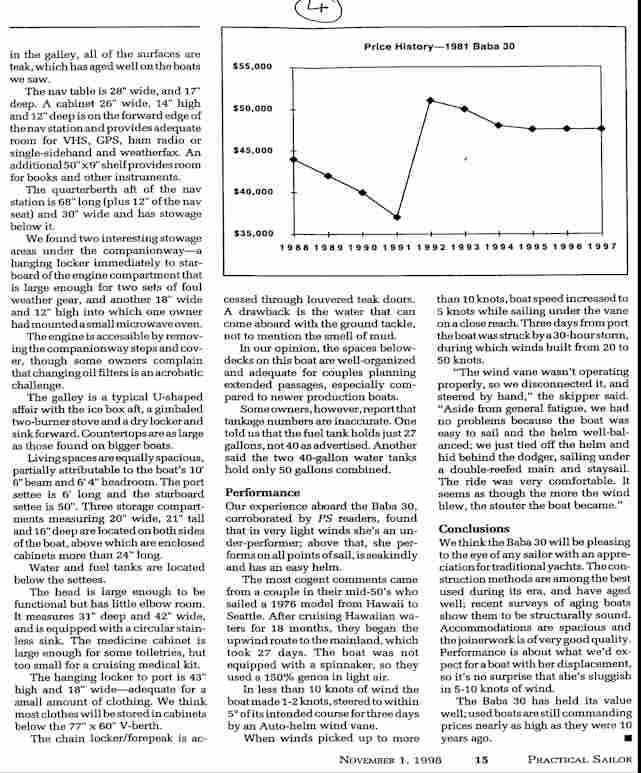 4
in the galley, all of the surfaces are
teak, which has aged well on the boats
we saw.
The nav table is 28" wide, and 17"
deep. A cabinet 26" wide, 14" high
and 12" deep is on the forward edge of
the nav station and provides adequate
room for VHS, GPS, ham radio or
single-sideband and weatherfax. An
additional 50" x 9" shelf provides room
for books and other instruments.
The quarterberth aft of the nav
station is 68" long (plus 12" of the nav
seat) and 30" wide and has stowage
below it.
We found two interesting stowage
areas under the companionway—a
hanging locker immediately to star-
board of the engine compartment that
is large enough for two sets of foul
weather gear, and another 18" wide
and 12" high into which one owner
had mounted a small microwave oven.
The engine is accessible by remov-
ing the companionway steps and cov-
er, though some owners complain
that changing oil filters is an acrobatic
challenge.
The galley is a typical U-shaped
affair with the ice box aft, a gimbaled
two-burner stove and a dry locker and
sink forward. Countertops are as large
as those found on bigger boats.
Living spaces are equally spacious,
partially attributable to the boat's 10'
6" beam and 6' 4" headroom. The port
settee is 6' long and the starboard
settee is 50". Three storage compart-
ments measuring 20" wide, 21" tall
and 16" deep are located on both sides
of the boat, above which are enclosed
cabinets more than 24" long.
Water and fuel tanks are located
below the settees.
The head is large enough to be
functional but has little elbow room.
It measures 31" deep and 42" wide,
and is equipped with a circular stain-
less sink. The medicine cabinet is
large enough for some toiletries, but
too small for a cruising medical kit.
The hanging locker to port is 43"
high and 18" wide—adequate for a
small amount of clothing. We think
most clothes will be stored in cabinets
below the 77" x 60" V-berth.
The chain locker/forepeak is ac-
Price History—1981 Baba 30
$55,000
$50,000
$45,000
$40,000
$35,000
1988 1989 1990 1991 1992 1993 1994 1995 1996 1997
cessed through louvered teak doors.
A drawback is the water that can
come aboard with the ground tackle,
not to mention the smell of mud.
In our opinion, the spaces below-
decks on this boat are well-organized
and adequate for couples planning
extended passages, especially com-
pared to newer production boats.
Some owners, however, report that
tankage numbers are inaccurate. One
told us that the fuel tank holds just 27
gallons, not 40 as advertised. Another
said the two 40-gallon water tanks
hold only 50 gallons combined.
Performance
Our experience aboard the Baba 30,
corroborated by PS readers, found
that in very light winds she's an un-
der-performer; above that, she per-
forms on all points of sail, is seakindly
and has an easy helm.
The most cogent comments came
from a couple in their mid-50's who
sailed a 1976 model from Hawaii to
Seattle. After cruising Hawaiian wa-
ters for 18 months, they began the
upwind route to the mainland, which
took 27 days. The boat was not
equipped with a spinnaker, so they
used a 150% genoa in light air.
In less than 10 knots of wind the
boat made 1-2 knots, steered to within
5° of its intended course for three days
by an Auto-helm wind vane.
When winds picked up to more
than 10 knots, boat speed increased to
5 knots while sailing under the vane
on a close reach. Three days from port
the boat was struck by a 30-hour storm,
during which winds built from 20 to
50 knots.
"The wind vane wasn't operating
properly, so we disconnected it, and
steered by hand," the skipper said.
"Aside from general fatigue, we had
no problems because the boat was
easy to sail and the helm well-bal-
anced; we just tied off the helm and
hid behind the dodger, sailing under
a double-reefed main and staysail.
The ride was very comfortable. It
seems as though the more the wind
blew, the stouter the boat became."
Conclusions
We think the Baba 30 will be pleasing
to the eye of any sailor with an appre-
ciation for traditional yachts. The con-
struction methods are among the best
used during its era, and have aged
well; recent surveys of aging boats
show them to be structurally sound.
Accommodations are spacious and
the joinerwork is of very good quality.
Performance is about what we'd ex-
pect for a boat with her displacement,
so it's no surprise that she's sluggish
in 5-10 knots of wind.
The Baba 30 has held its value
well; used boats are still commanding
prices nearly as high as they were 10
years ago.
NOVEMBER 1, 1998 15 PRACTICAL SAILOR